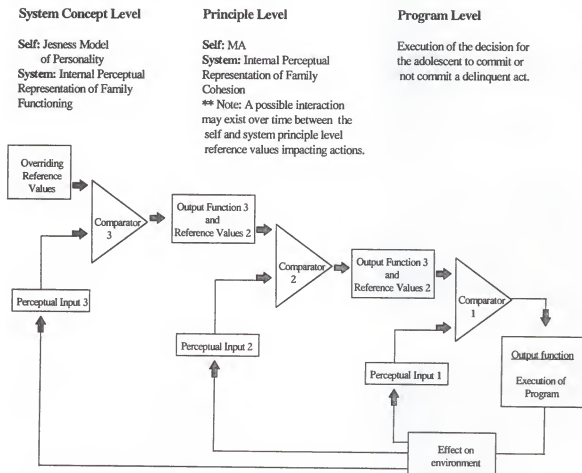 System Concept Level
Self: Jesness Model
of Personality
System: Internal Perceptual
Representation of Family
Functioning
Principle Level
Self: MA
System: Internal Perceptual
Representation of Family
Cohesion
** Note: A possible interaction
may exist over time between the
self and system principle level
reference values impacting actions.
Program Level
Execution of the decision for
the adolescent to commit or
not commit a delinquent act.
Overriding
Reference
Values
Comparator
3
Output Function 3
and
Reference Values 2
Comparator
2
Output Function 3
and
Reference Values 2
Comparator
1
Perceptual Input 3
Perceptual Input 2
Perceptual Input 1
Output function
Execution of
Program
Effect on
environment